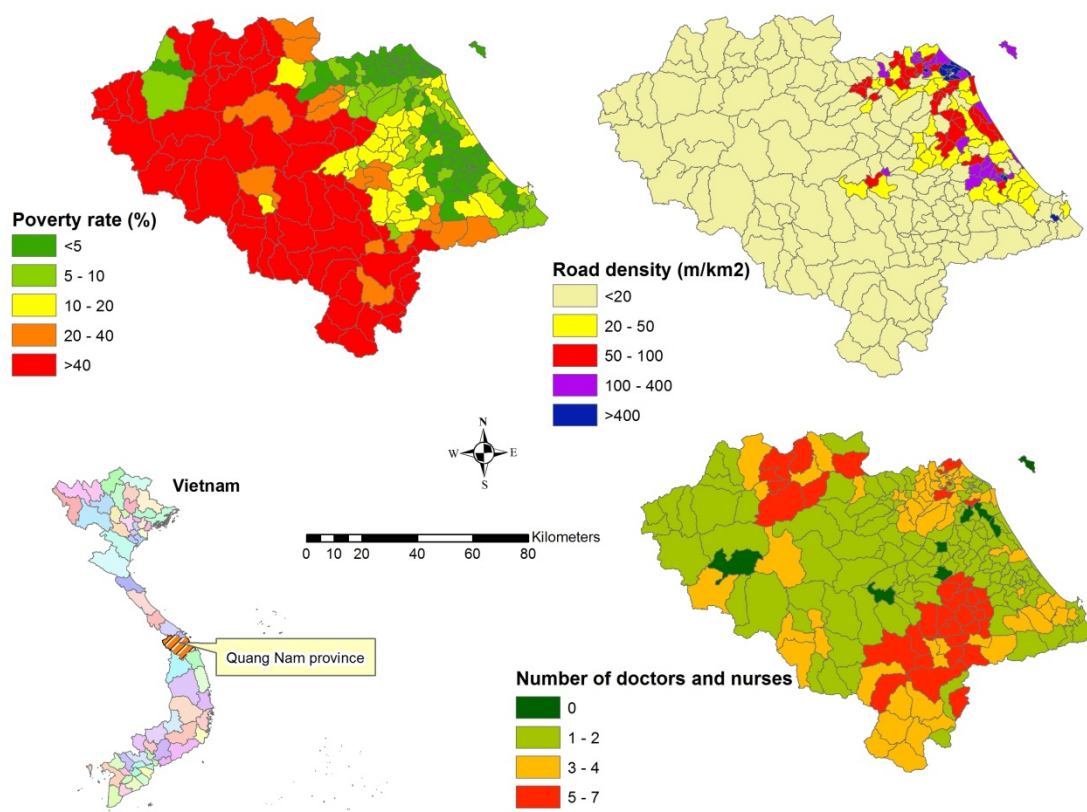 Poverty rate (%)
<5
5 - 10
10 - 20
20 - 40
>40
Road density (m/km2)
<20
20 - 50
50 - 100
100 - 400
>400
Vietnam
N
W E
S
Kilometers
0 10 20 40 60 80
Quang Nam province
Number of doctors and nurses
0
1 - 2
3 - 4
5 - 7